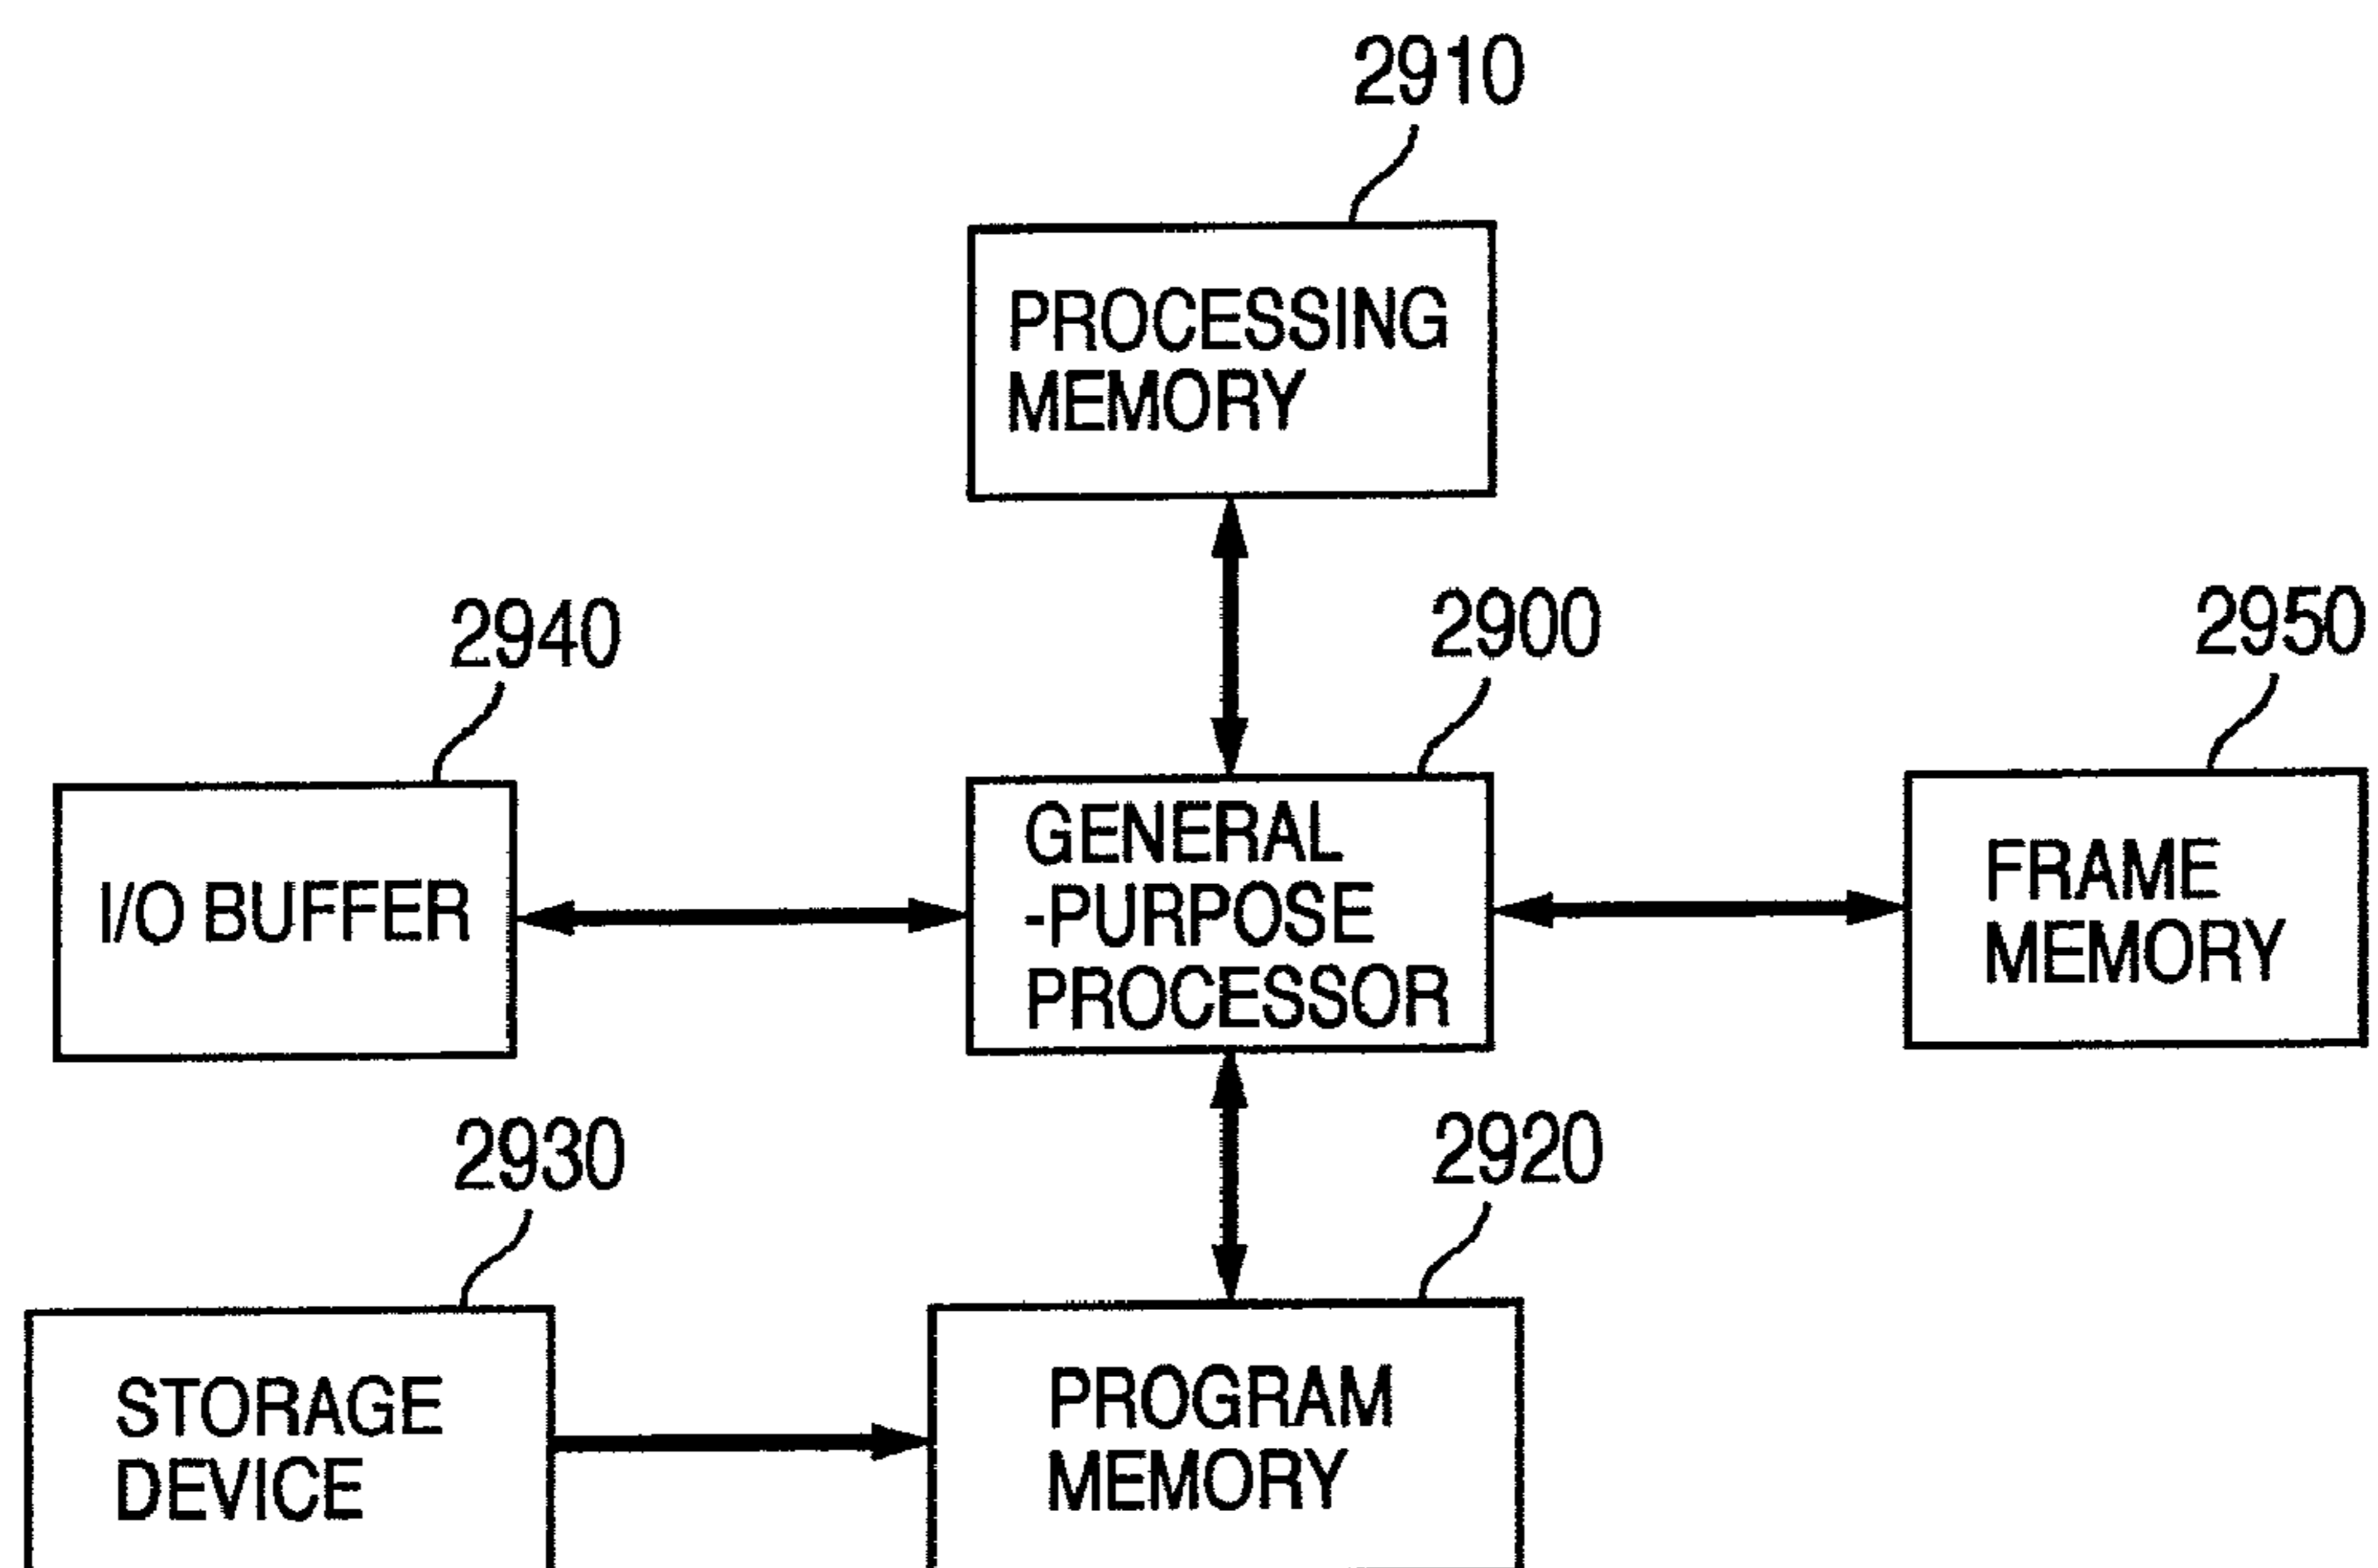 2910
PROCESSING
MEMORY
2940
2900
2950
I/O BUFFER
GENERAL
-PURPOSE
PROCESSOR
FRAME
MEMORY
2930
2920
STORAGE
DEVICE
PROGRAM
MEMORY